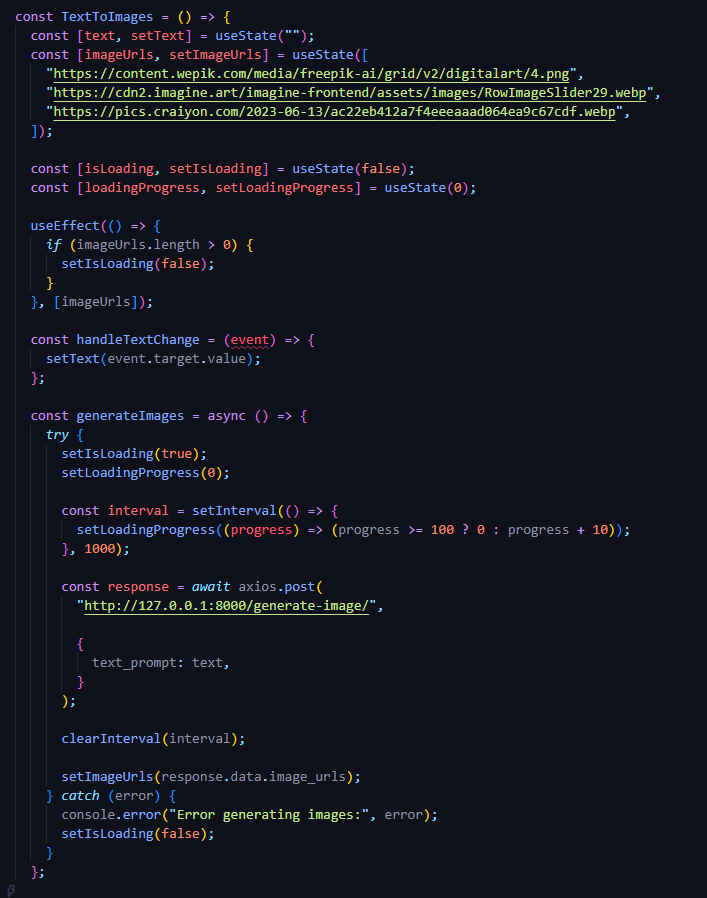 const TextToImages = () => {
  const [text, setText] = useState("");
  const [imageUrls, setImageUrls] = useState([
    "https://content.wepik.com/media/freepik-ai/grid/v2/digitalart/4.png",
    "https://cdn2.imagine.art/imagine-frontend/assets/images/RowImageSlider29.webp",
    "https://pics.craiyon.com/2023-06-13/ac22eb412a7f4eeeaaad064ea9c67cdf.webp",
  ]);
  const [isLoading, setIsLoading] = useState(false);
  const [loadingProgress, setLoadingProgress] = useState(0);
  useEffect(() => {
    if (imageUrls.length > 0) {
      setIsLoading(false);
    }
  }, [imageUrls]);
  const handleTextChange = (event) => {
    setText(event.target.value);
  };
  const generateImages = async () => {
    try {
      setIsLoading(true);
      setLoadingProgress(0);
      const interval = setInterval(() => {
        setLoadingProgress((progress) => (progress >= 100 ? 0 : progress + 10));
      }, 1000);
      const response = await axios.post(
        "http://127.0.0.1:8000/generate-image/",
        {
          text_prompt: text,
        }
      );
      clearInterval(interval);
      setImageUrls(response.data.image_urls);
    } catch (error) {
      console.error("Error generating images:", error);
      setIsLoading(false);
    }
  };